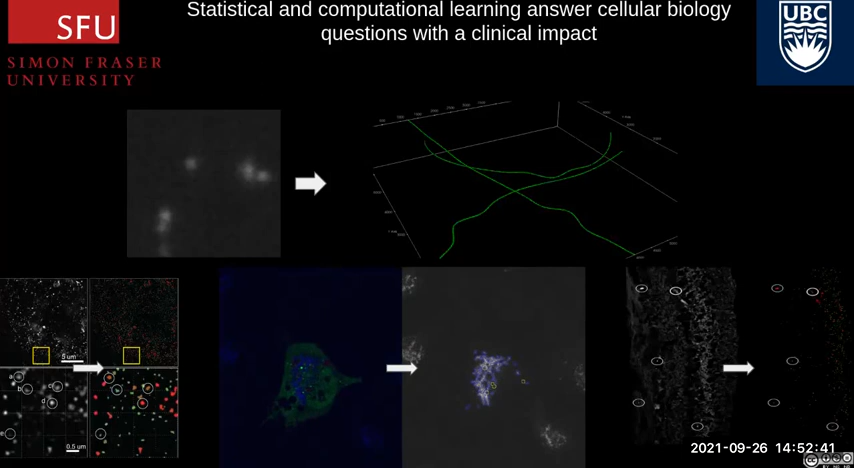 Statistical and computational learning answer cellular biology
questions with a clinical impact
SFU
SIMON FRASER
UNIVERSITY
UBC
5 um
a
b
c
d
e
0.5 um
2021-09-26 14:52:41